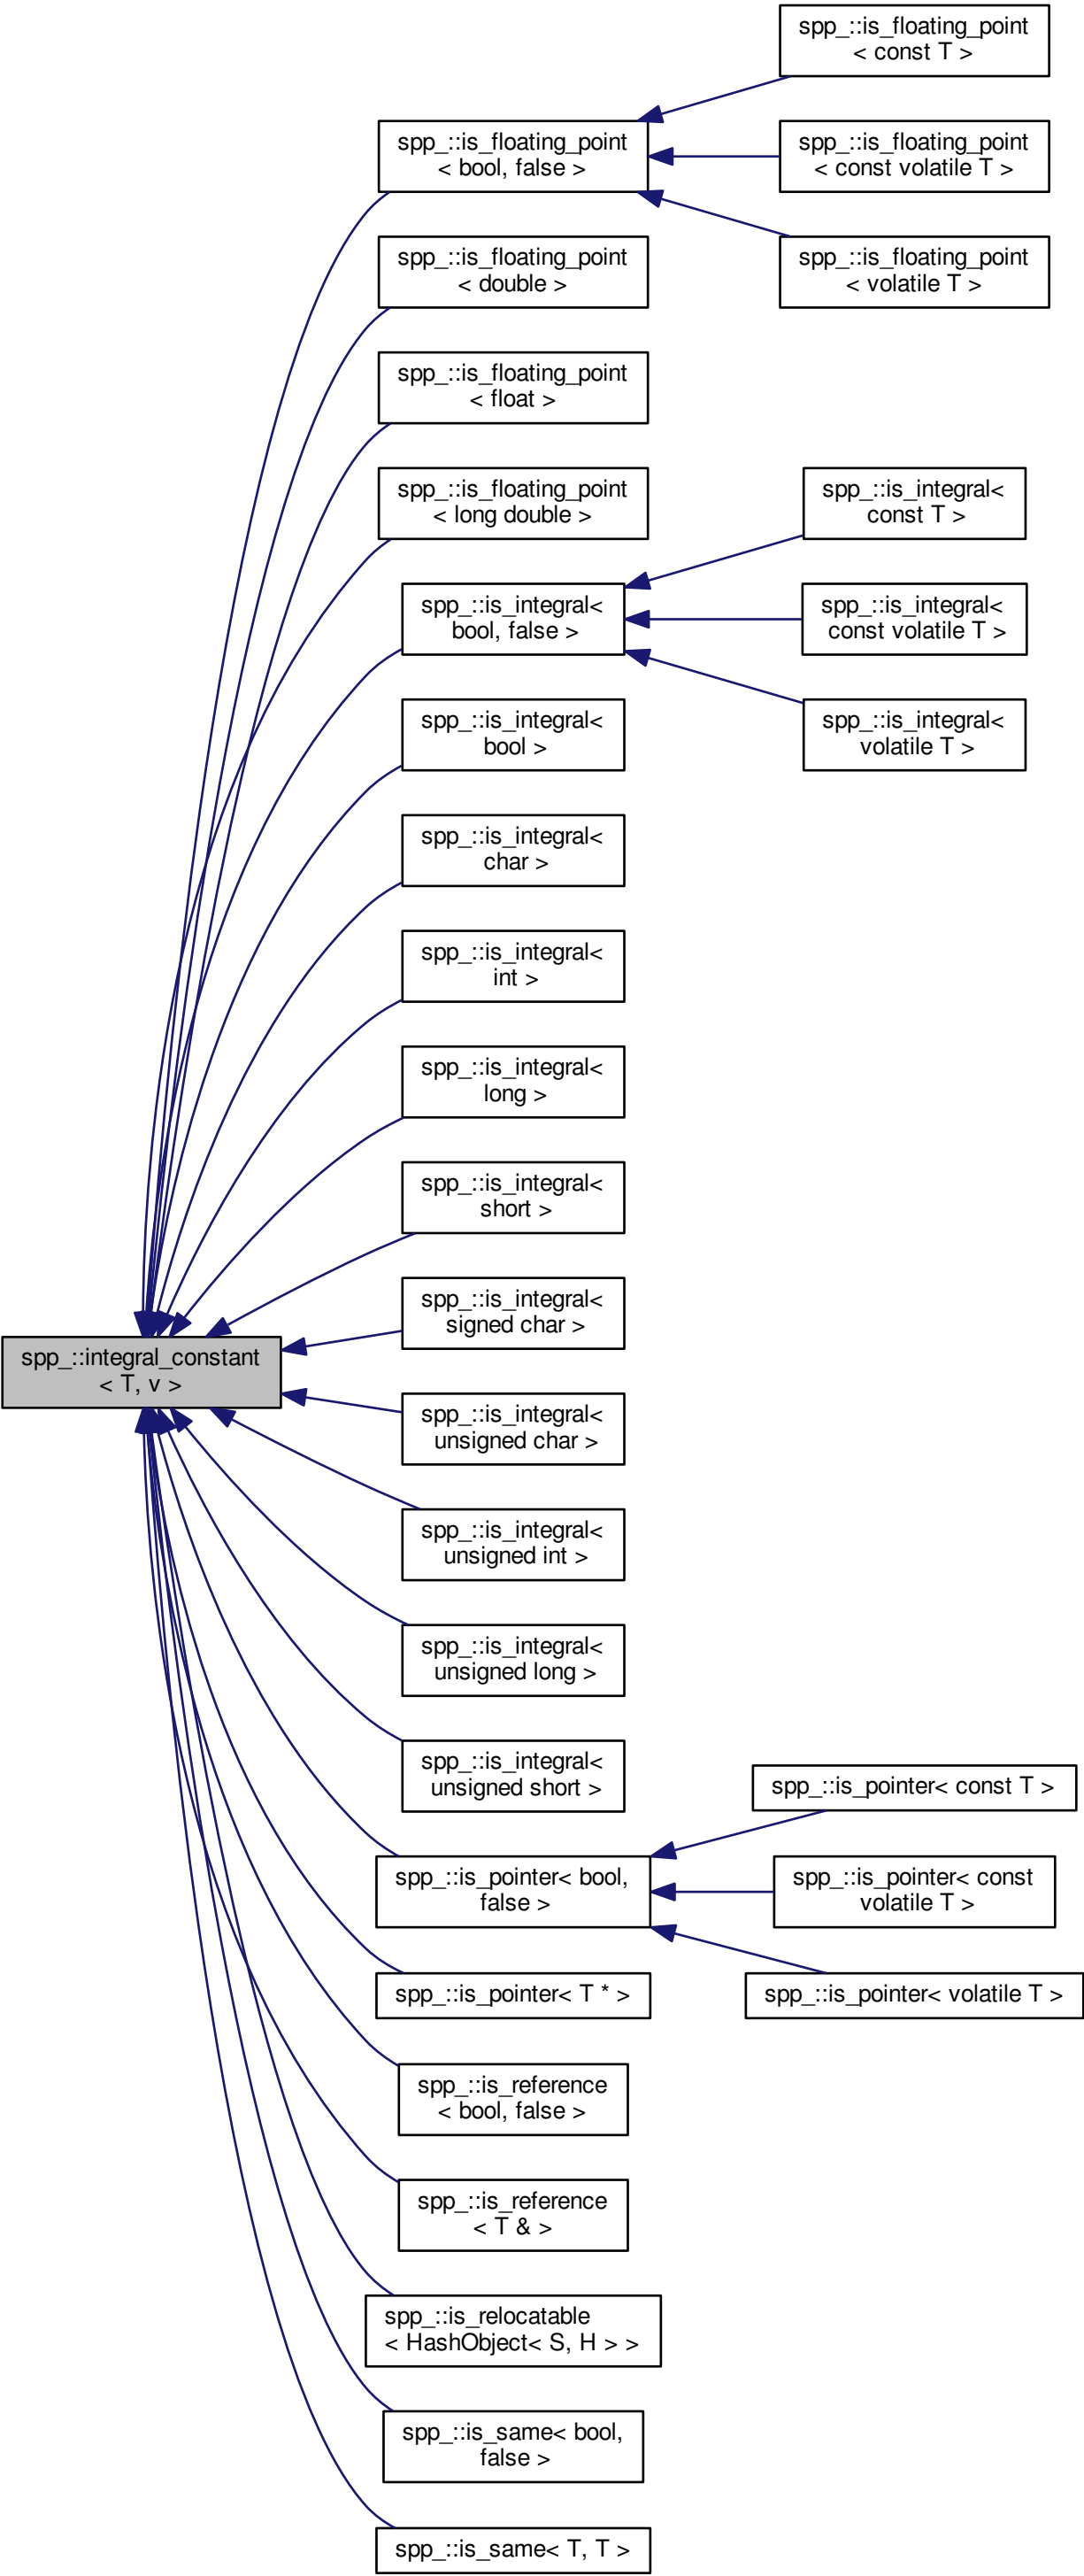 spp_::is_floating_point
< const T >
spp_::is_floating_point
< bool, false >
spp_::is_floating_point
< const volatile T >
spp_::is_floating_point
< volatile T >
spp_::is_floating_point
< double >
spp_::is_floating_point
< float >
spp_::is_floating_point
< long double >
spp_::is_integral<
const T >
spp_::is_integral<
bool, false >
spp_::is_integral<
const volatile T >
spp_::is_integral<
volatile T >
spp_::is_integral<
bool >
spp_::is_integral<
char >
spp_::is_integral<
int >
spp_::is_integral<
long >
spp_::is_integral<
short >
spp_::is_integral<
signed char >
spp_::integral_constant
< T, v >
spp_::is_integral<
unsigned char >
spp_::is_integral<
unsigned int >
spp_::is_integral<
unsigned long >
spp_::is_integral<
unsigned short >
spp_::is_pointer< const T >
spp_::is_pointer< bool,
false >
spp_::is_pointer< const
volatile T >
spp_::is_pointer< T * >
spp_::is_pointer< volatile T >
spp_::is_reference
< bool, false >
spp_::is_reference
< T & >
spp_::is_relocatable
< HashObject< S, H > >
spp_::is_same< bool,
false >
spp_::is_same< T, T >